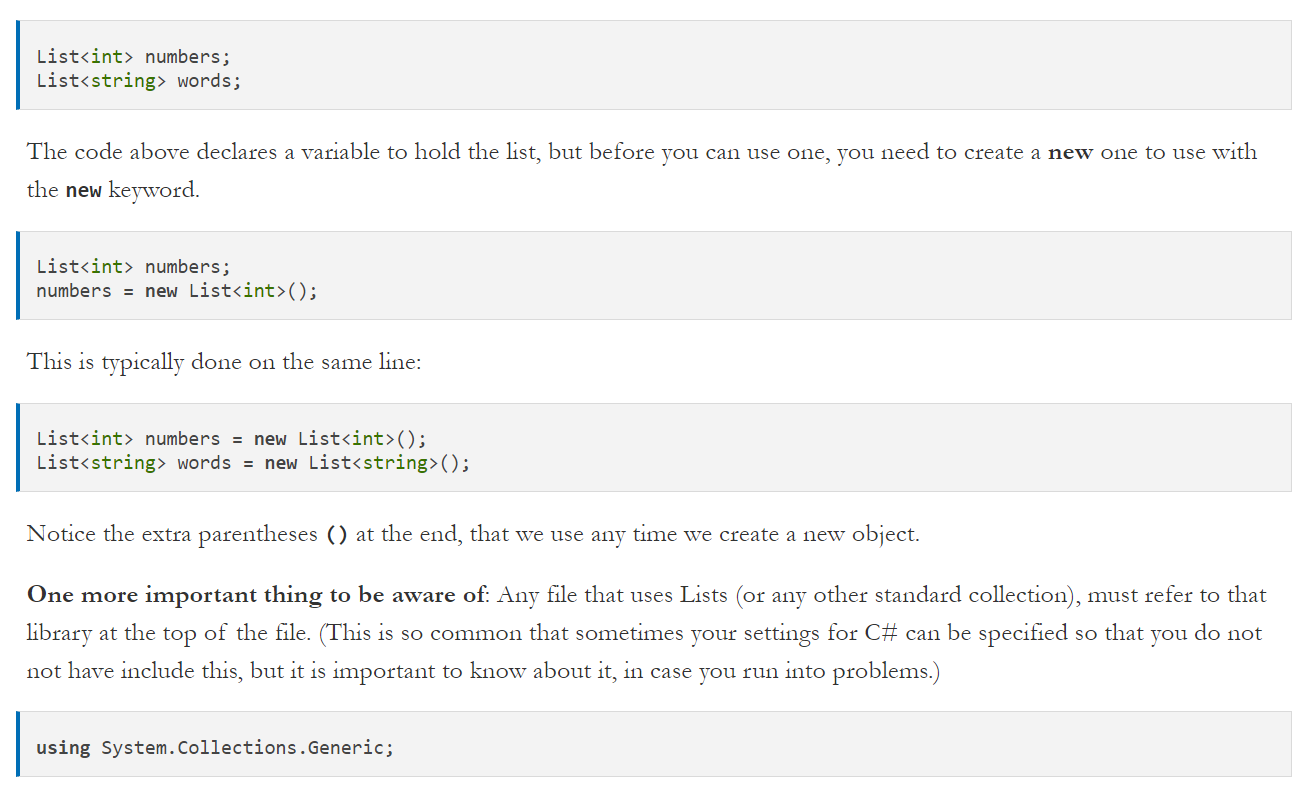 List<int> numbers;
List<string> words;
The code above declares a variable to hold the list, but before you can use one, you need to create a new one to use with
the new keyword.
List<int> numbers;
numbers = new List<int>();
This is typically done on the same line:
List<int> numbers = new List<int>();
List<string> words = new List<string>();
Notice the extra parentheses () at the end, that we use any time we create a new object.
One more important thing to be aware of: Any file that uses Lists (or any other standard collection), must refer to that
library at the top of the file. (This is so common that sometimes your settings for C# can be specified so that you do not
not have include this, but it is important to know about it, in case you run into problems.)
using System.Collections.Generic;